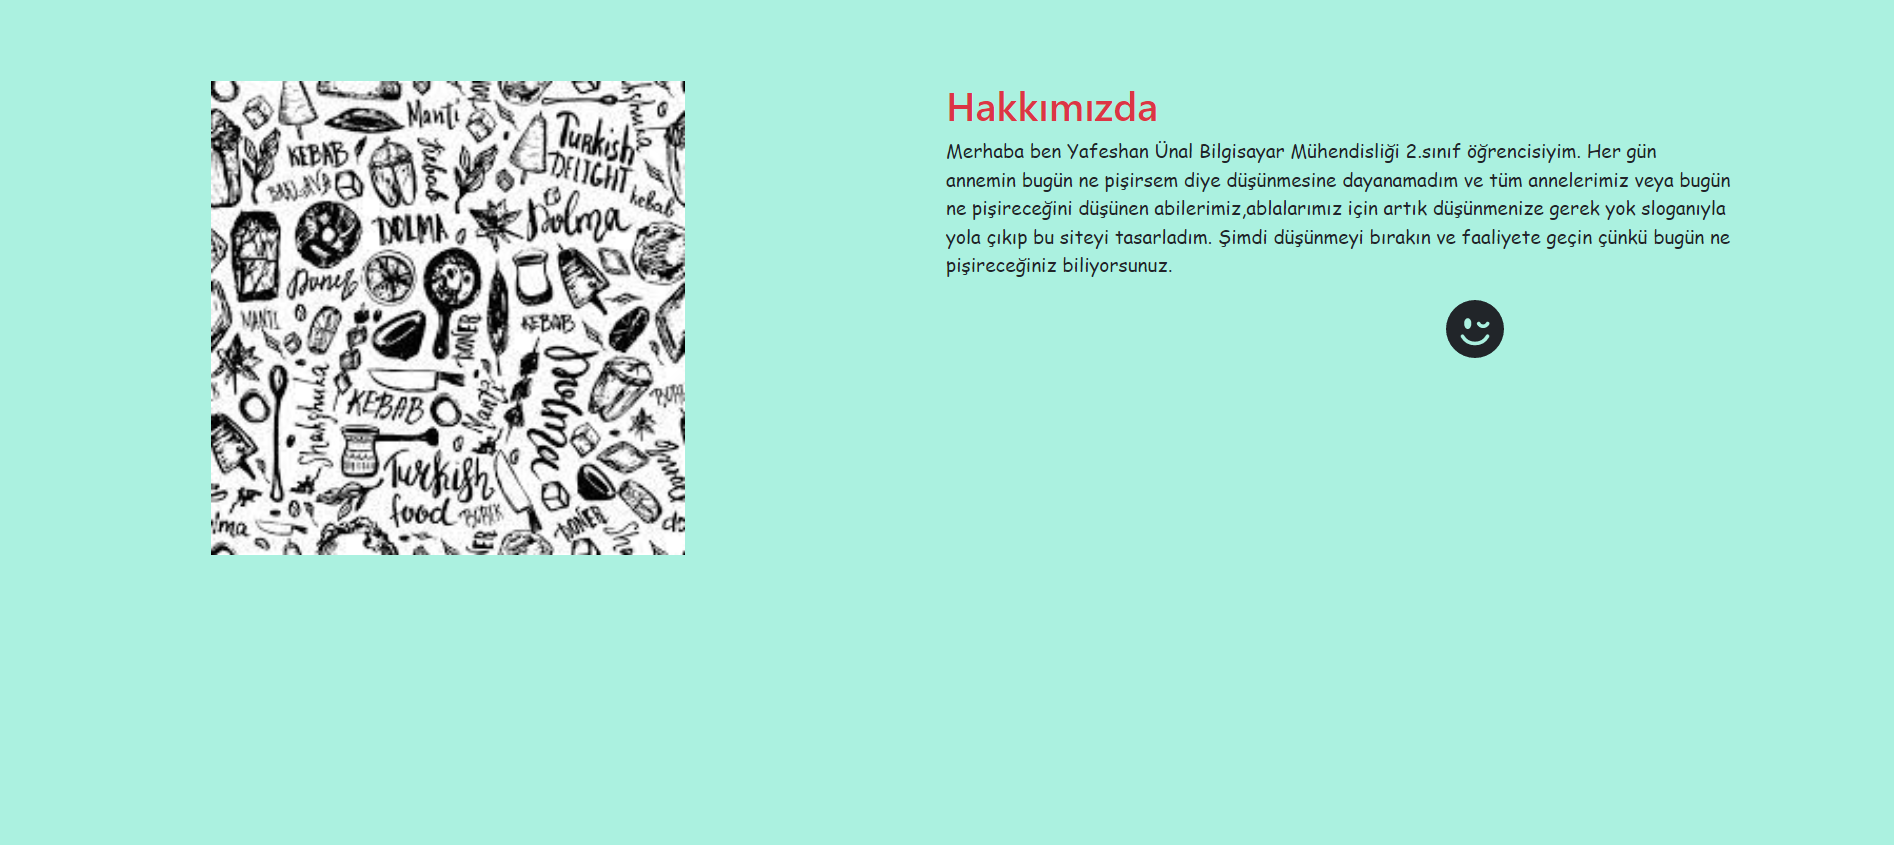 Manti
Turkish
DELIGHT
KEBAB
BAKLAVA
Kebab
kebab
DOLMA
Dolma
Doner
MANTI
DONER
KEBAB
Shakshuka
KEBAB
Manti
Dolma
Turkish
food
BOREK
DONER
Hakkımızda
Merhaba ben Yafeshan Ünal Bilgisayar Mühendisliği 2.sınıf öğrencisiyim. Her gün
annemin bugün ne pişirsem diye düşünmesine dayanamadım ve tüm annelerimiz veya bugün
ne pişireceğini düşünen abilerimiz,ablalarımız için artık düşünmenize gerek yok sloganıyla
yola çıkıp bu siteyi tasarladım. Şimdi düşünmeyi bırakın ve faaliyete geçin çünkü bugün ne
pişireceğiniz biliyorsunuz.